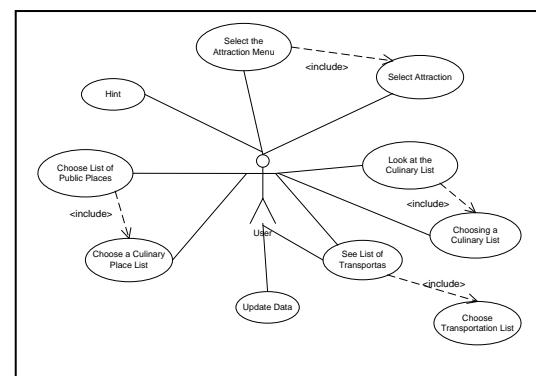 Select the
Attraction Menu
<include>
Select Attraction
Hint
Choose List of
Public Places
Look at the
Culinary List
<include>
<include>
Choose a Culinary
Place List
User
Choosing a
Culinary List
See List of
Transportas
<include>
Update Data
Choose
Transportation List